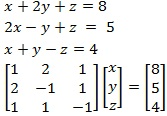 x + 2y + z = 8
2x − y + z = 5
x + y − z = 4
[1 2 1] [x] = [8]
[2 −1 1] [y] = [5]
[1 1 −1] [z] = [4]